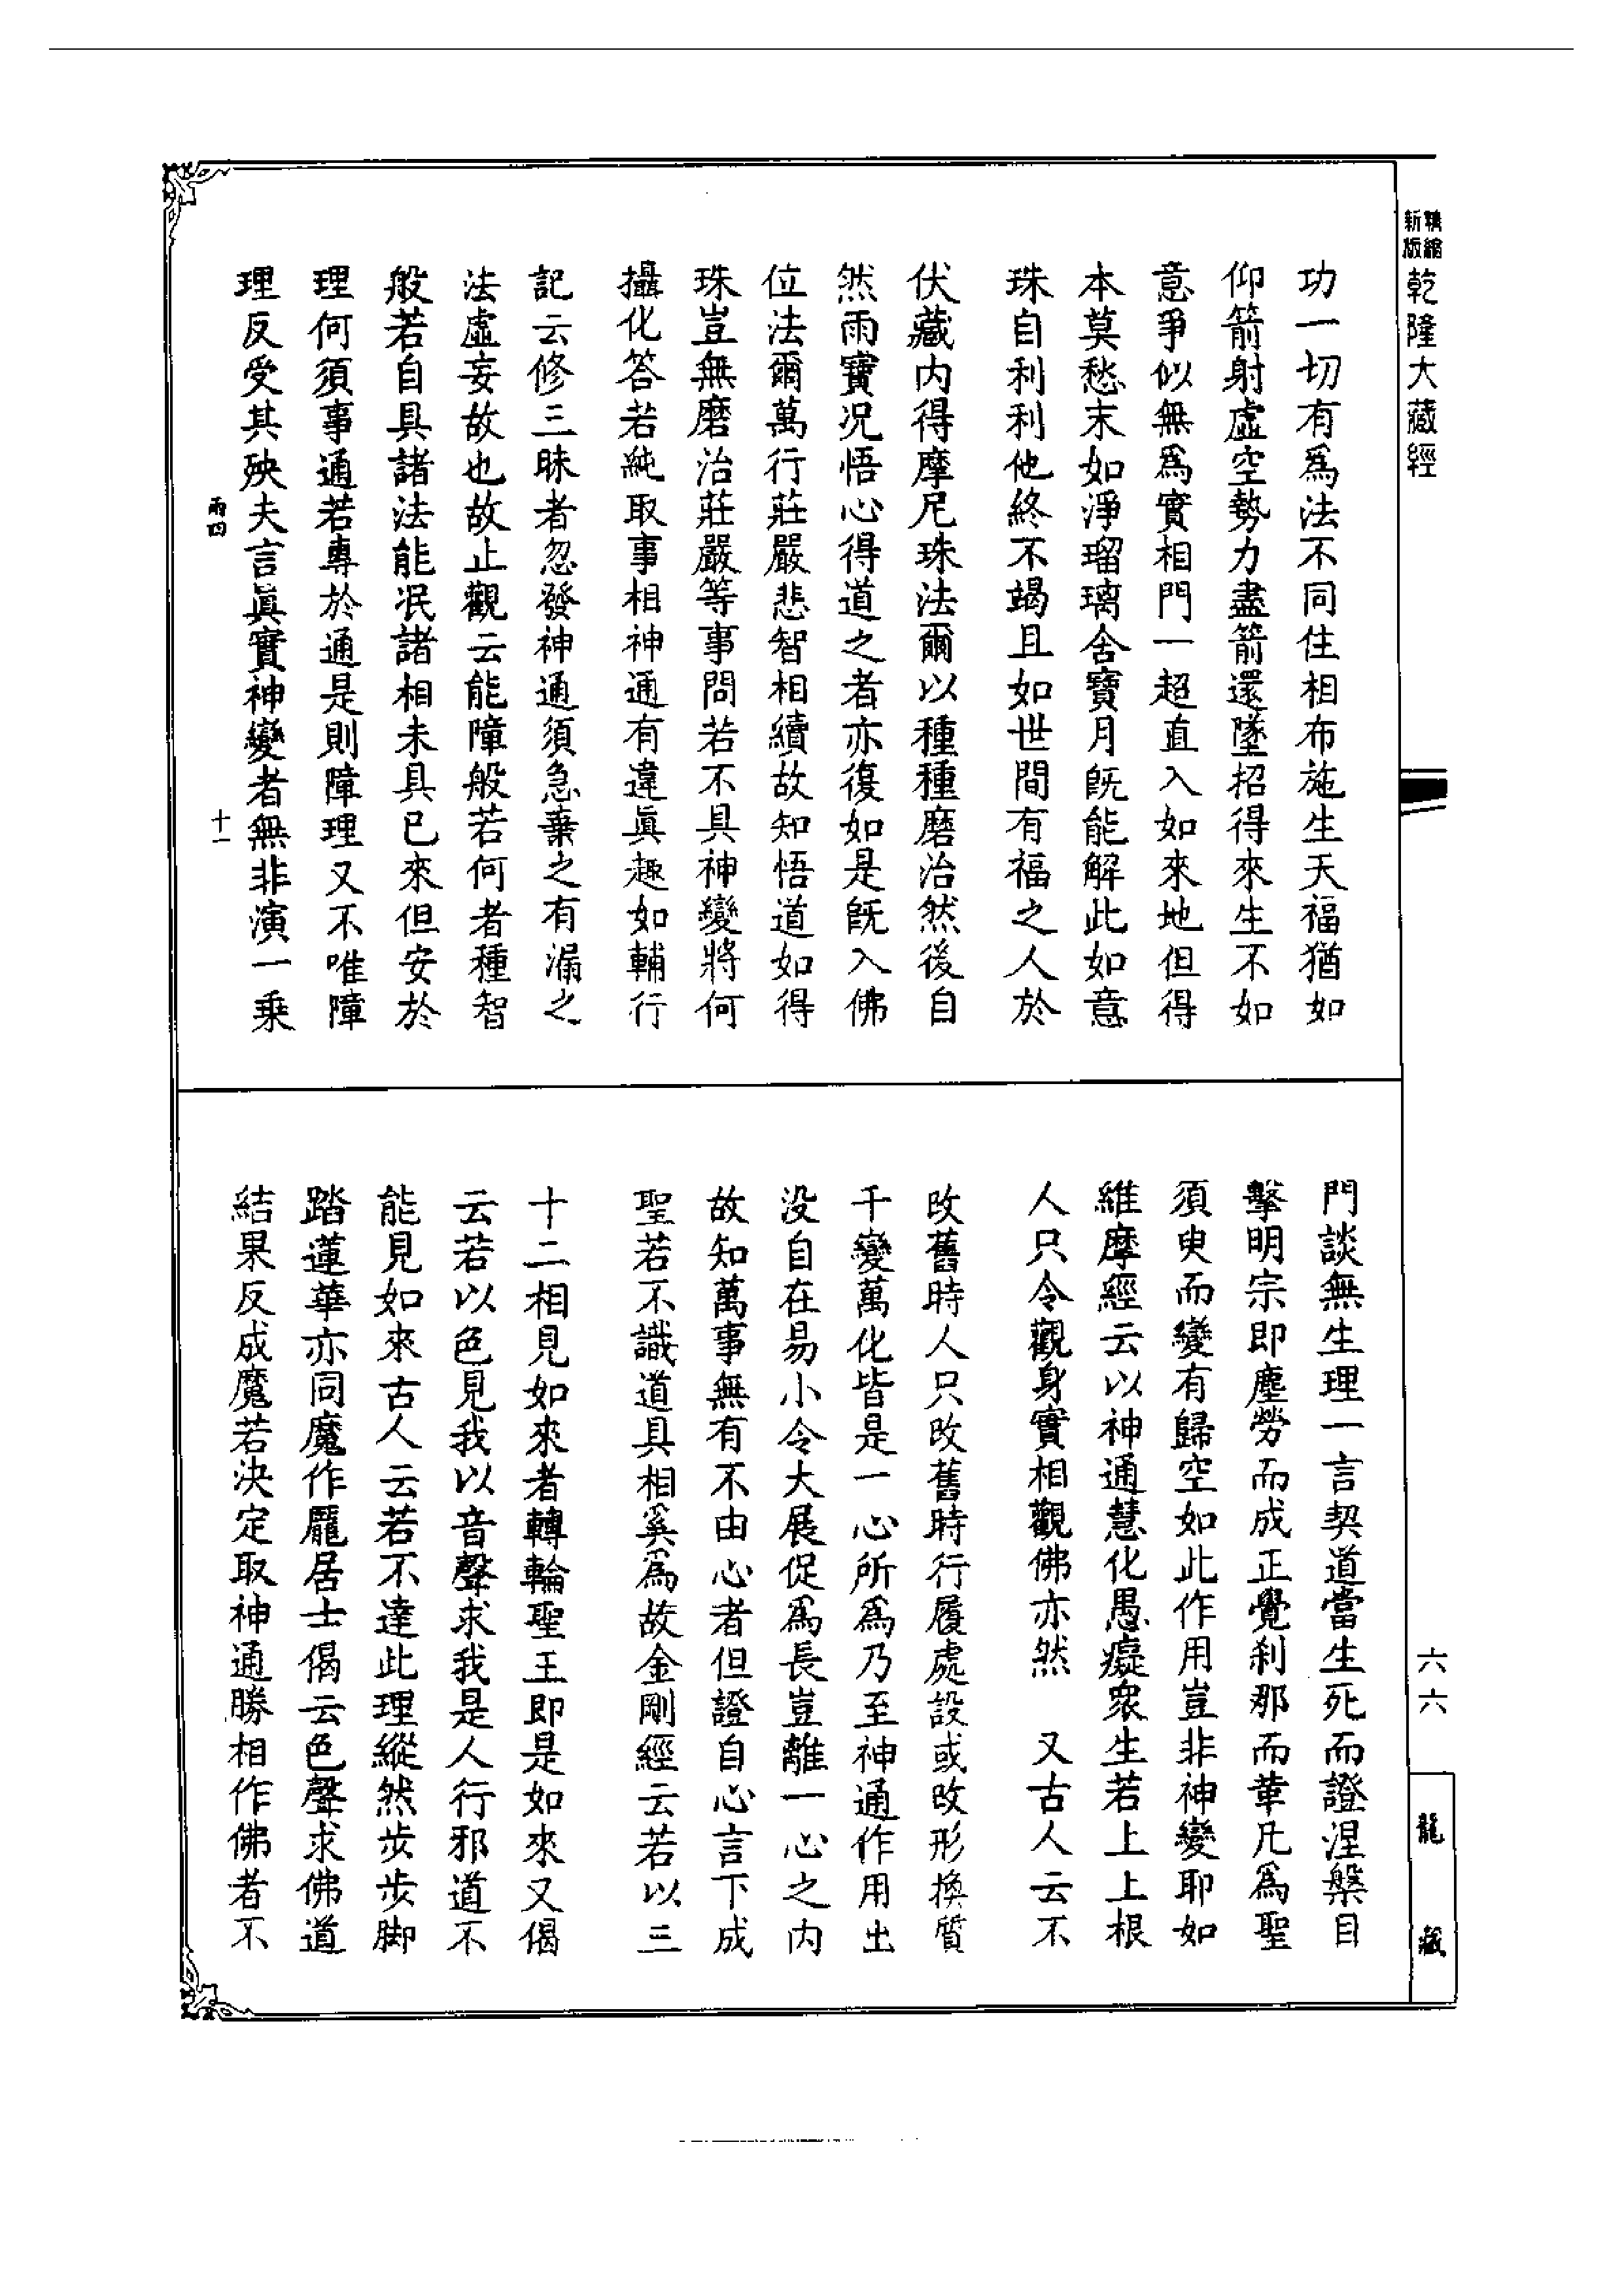 精縮新版乾隆大藏經
功一切有爲法不同住相布施生天福猶如
仰箭射虛空勢力盡箭還墜招得來生不如
意爭似無爲實相門一超直入如來地但得
本莫愁末如淨瑠璃含寶月旣能解此如意
珠自利利他終不竭且如世間有福之人於
伏藏内得摩尼珠法爾以種種磨治然後自
然雨寶況悟心得道之者亦復如是旣入佛
位法爾萬行莊嚴悲智相續故知悟道如得
珠豈無磨治莊嚴等事問若不具神變將何
攝化答若純取事相神通有違眞趣如輔行
記云修三昧者忽發神通須急棄之有漏之
法虛妄故也故止觀云能障般若何者種智
般若自具諸法能泯諸相未具已來但安於
理何須事通若專於通是則障理又不唯障
理反受其殃夫言眞實神變者無非演一乘
雨四
十一
門談無生理一言契道當生死而證涅槃目
擊明宗即塵勞而成正覺刹那而革凡爲聖
須臾而變有歸空如此作用豈非神變耶如
維摩經云以神通慧化愚癡衆生若上上根
人只令觀身實相觀佛亦然 又古人云不
改舊時人只改舊時行履處設或改形換質
千變萬化皆是一心所爲乃至神通作用出
没自在易小令大展促爲長豈離一心之内
故知萬事無有不由心者但證自心言下成
聖若不識道具相奚爲故金剛經云若以三
十二相見如來者轉輪聖王即是如來又偈
云若以色見我以音聲求我是人行邪道不
能見如來古人云若不達此理縱然步步脚
踏蓮華亦同魔作龐居士偈云色聲求佛道
結果反成魔若決定取神通勝相作佛者不
六六
龍藏